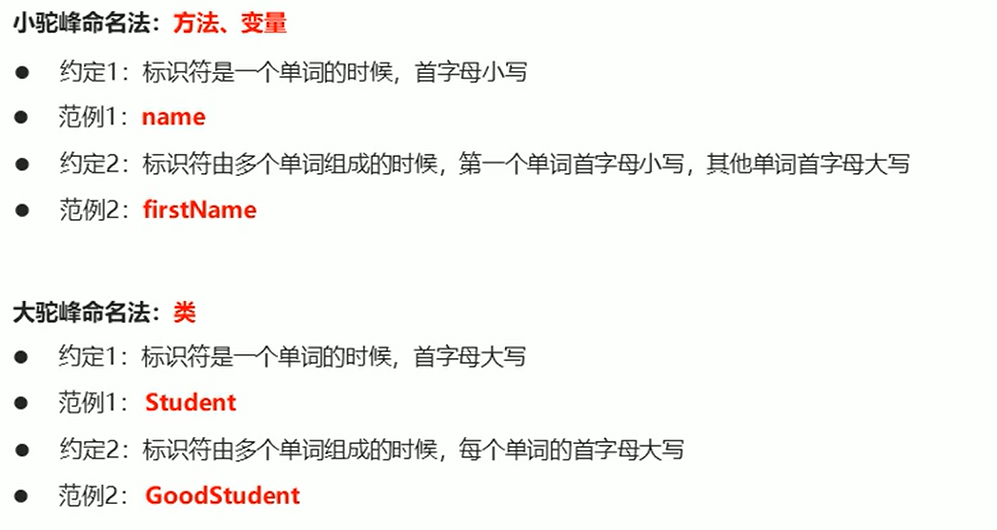 小驼峰命名法：方法、变量
● 约定1：标识符是一个单词的时候，首字母小写
● 范例1：name
● 约定2：标识符由多个单词组成的时候，第一个单词首字母小写，其他单词首字母大写
● 范例2：firstName
大驼峰命名法：类
● 约定1：标识符是一个单词的时候，首字母大写
● 范例1：Student
● 约定2：标识符由多个单词组成的时候，每个单词的首字母大写
● 范例2：GoodStudent